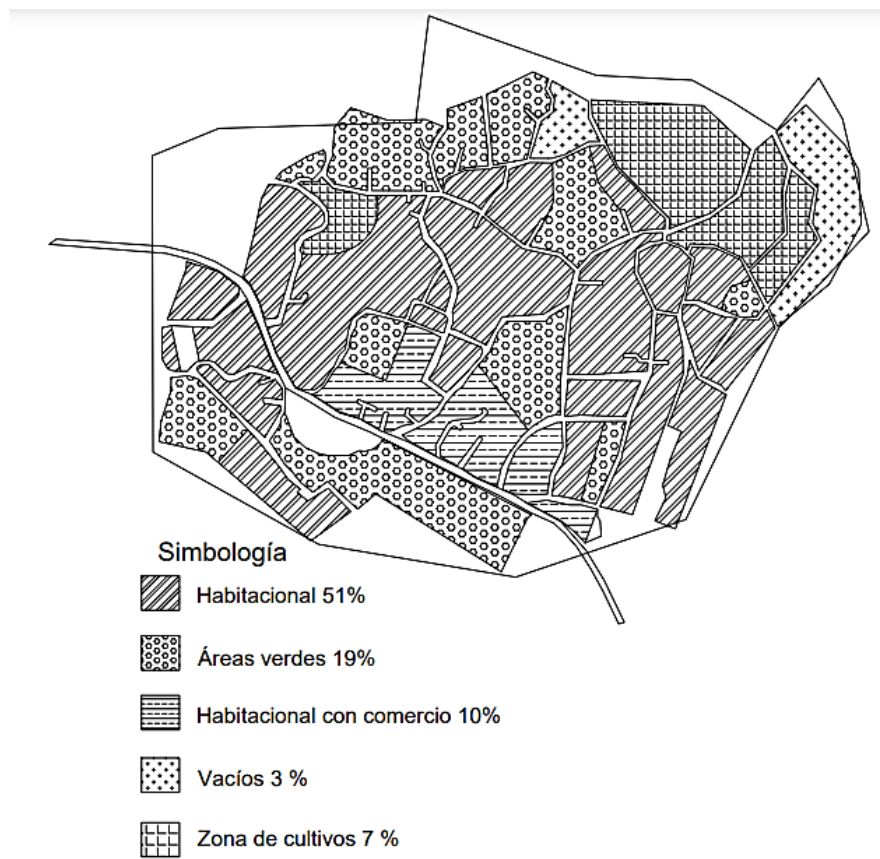 Simbología
Habitacional 51%
Áreas verdes 19%
Habitacional con comercio 10%
Vacíos 3 %
Zona de cultivos 7 %